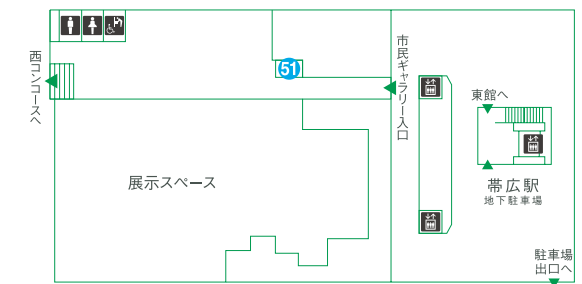 西コンコースへ
51
市民ギャラリー入口
東館へ
展示スペース
帯広駅
地下駐車場
駐車場
出口へ